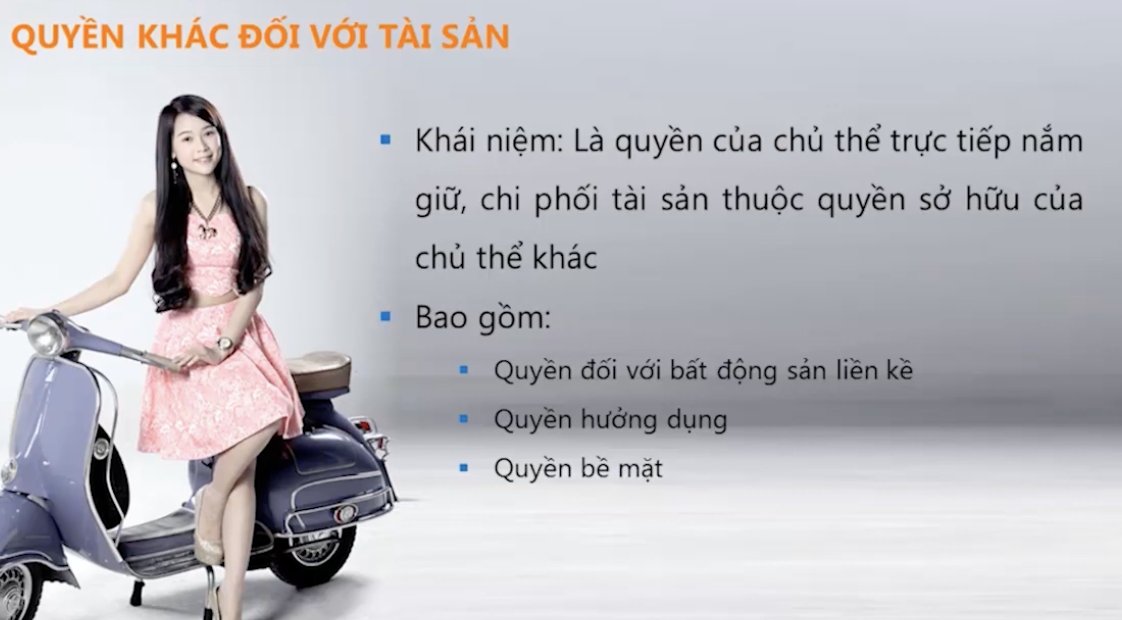 QUYỀN KHÁC ĐỐI VỚI TÀI SẢN
Khái niệm: Là quyền của chủ thể trực tiếp nắm
giữ, chi phối tài sản thuộc quyền sở hữu của
chủ thể khác
Bao gồm:
Quyền đối với bất động sản liền kề
Quyền hưởng dụng
Quyền bề mặt